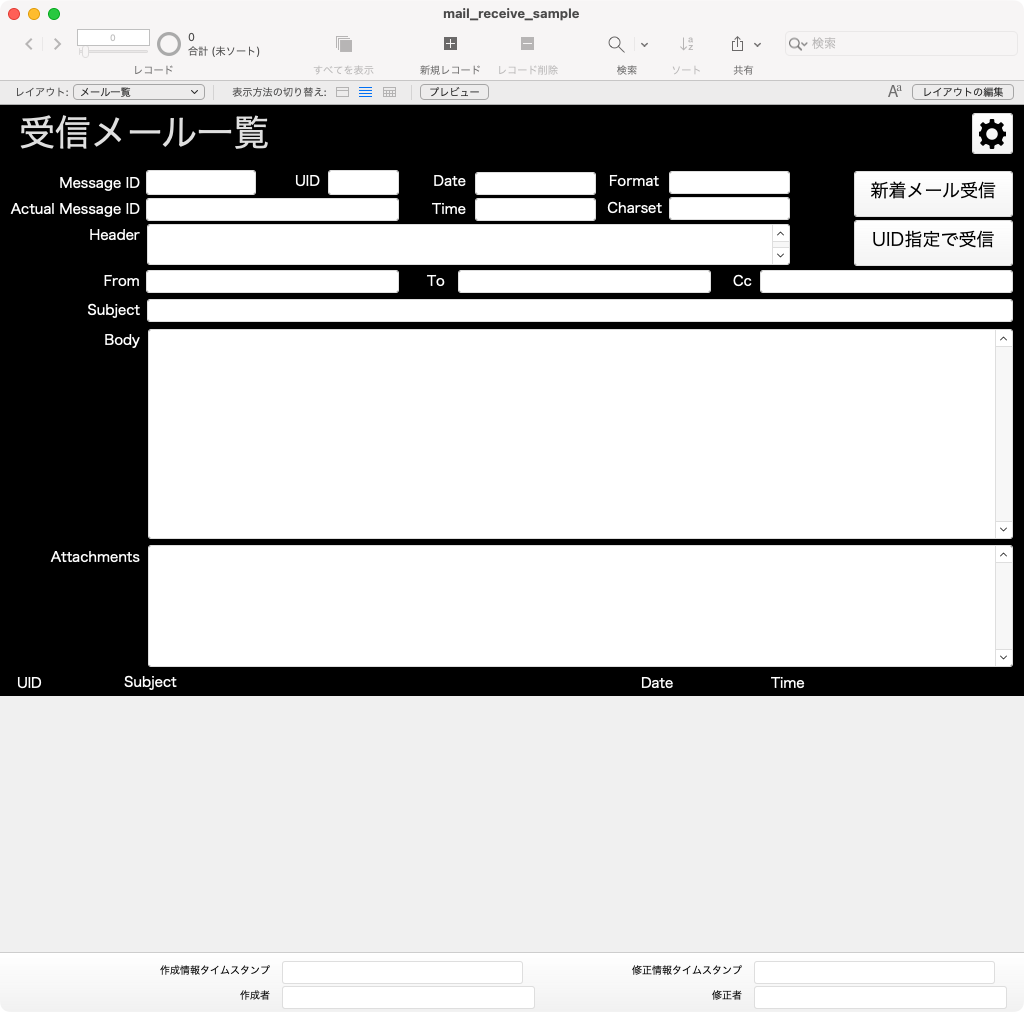 mail_receive_sample
0
0
合計 (未ソート)
検索
レコード
すべてを表示
新規レコード
レコード削除
検索
ソート
共有
レイアウト:
メール一覧
表示方法の切り替え:
プレビュー
Aa
レイアウトの編集
受信メール一覧
Message ID
UID
Date
Format
新着メール受信
Actual Message ID
Time
Charset
Header
UID指定で受信
From
To
Cc
Subject
Body
Attachments
UID
Subject
Date
Time
作成情報タイムスタンプ
修正情報タイムスタンプ
作成者
修正者